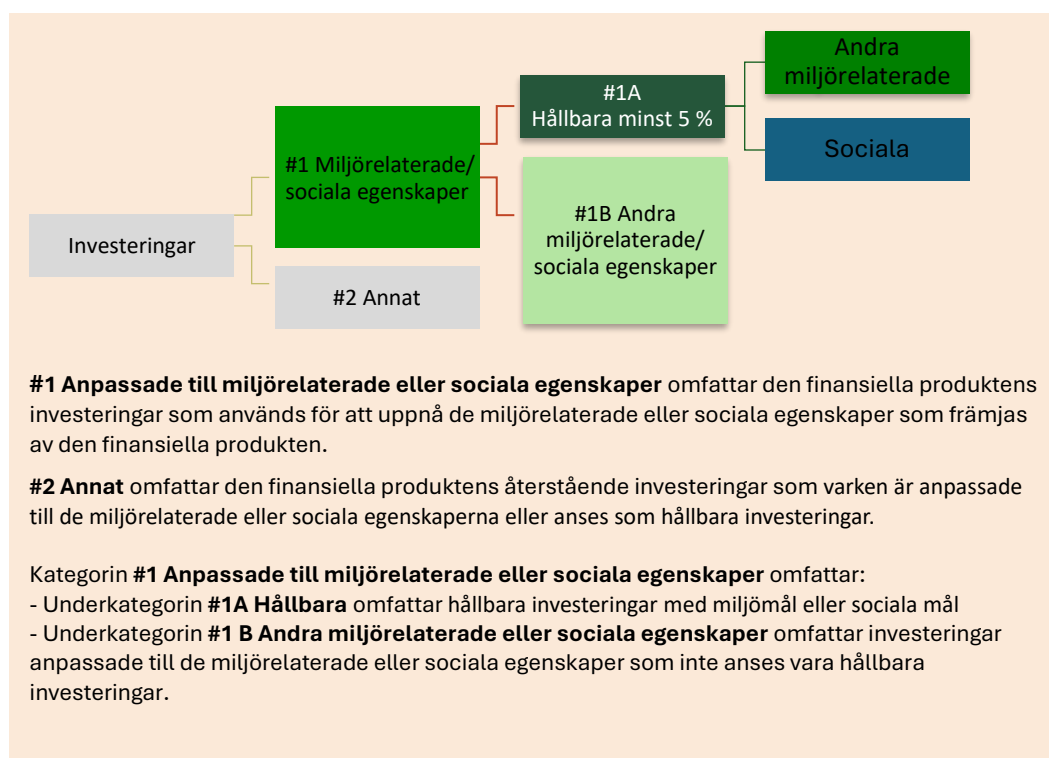 Andra
miljörelaterade
#1A
Hållbara minst 5 %
Sociala
#1 Miljörelaterade/
sociala egenskaper
#1B Andra
miljörelaterade/
sociala egenskaper
Investeringar
#2 Annat
#1 Anpassade till miljörelaterade eller sociala egenskaper omfattar den finansiella produktens
investeringar som används för att uppnå de miljörelaterade eller sociala egenskaper som främjas
av den finansiella produkten.
#2 Annat omfattar den finansiella produktens återstående investeringar som varken är anpassade
till de miljörelaterade eller sociala egenskaperna eller anses som hållbara investeringar.
Kategorin #1 Anpassade till miljörelaterade eller sociala egenskaper omfattar:
- Underkategorin #1A Hållbara omfattar hållbara investeringar med miljömål eller sociala mål
- Underkategorin #1 B Andra miljörelaterade eller sociala egenskaper omfattar investeringar
anpassade till de miljörelaterade eller sociala egenskaper som inte anses vara hållbara
investeringar.